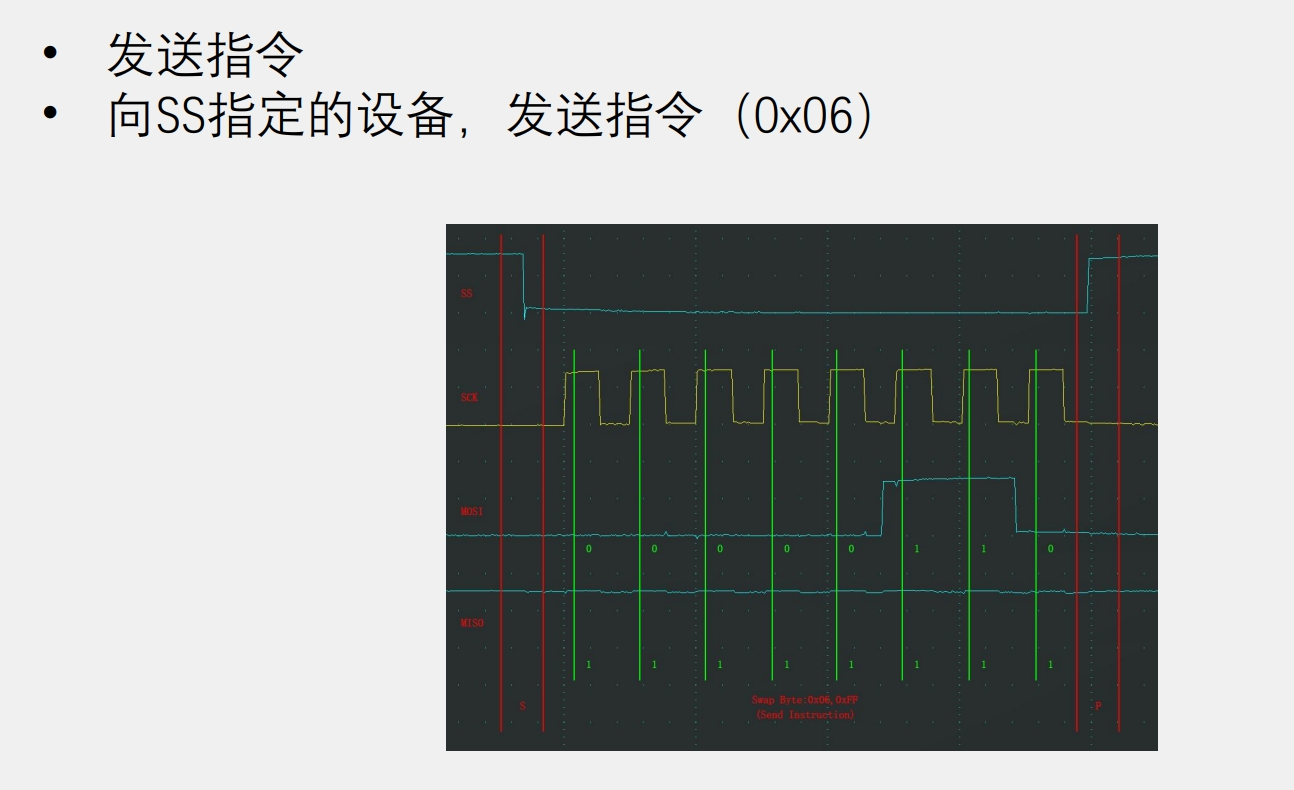 • 发送指令
• 向SS指定的设备，发送指令（0x06）
SS
SCK
MOSI
0 0 0 0 0 1 1 0
MISO
1 1 1 1 1 1 1 1
Swap Byte:0x06,0xFF
S P
(Send Instruction)